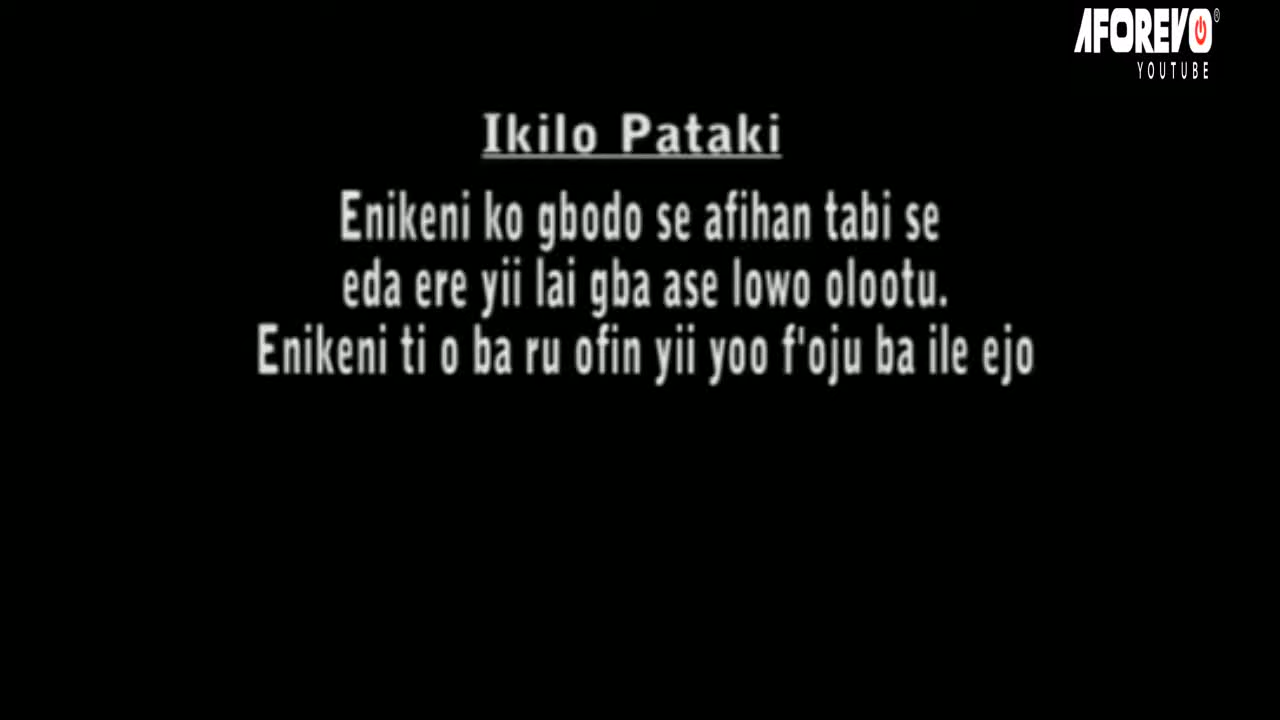 AFOREVO®
YOUTUBE
Ikilo Pataki
Enikeni ko gbodo se afihan tabi se
eda ere yii lai gba ase lowo olootu.
Enikeni ti o ba ru ofin yii yoo f'oju ba ile ejo